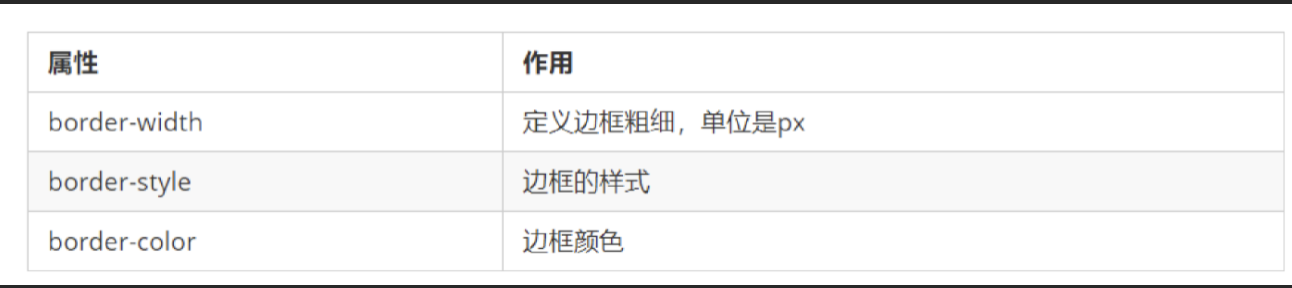 属性 作用
border-width 定义边框粗细，单位是px
border-style 边框的样式
border-color 边框颜色